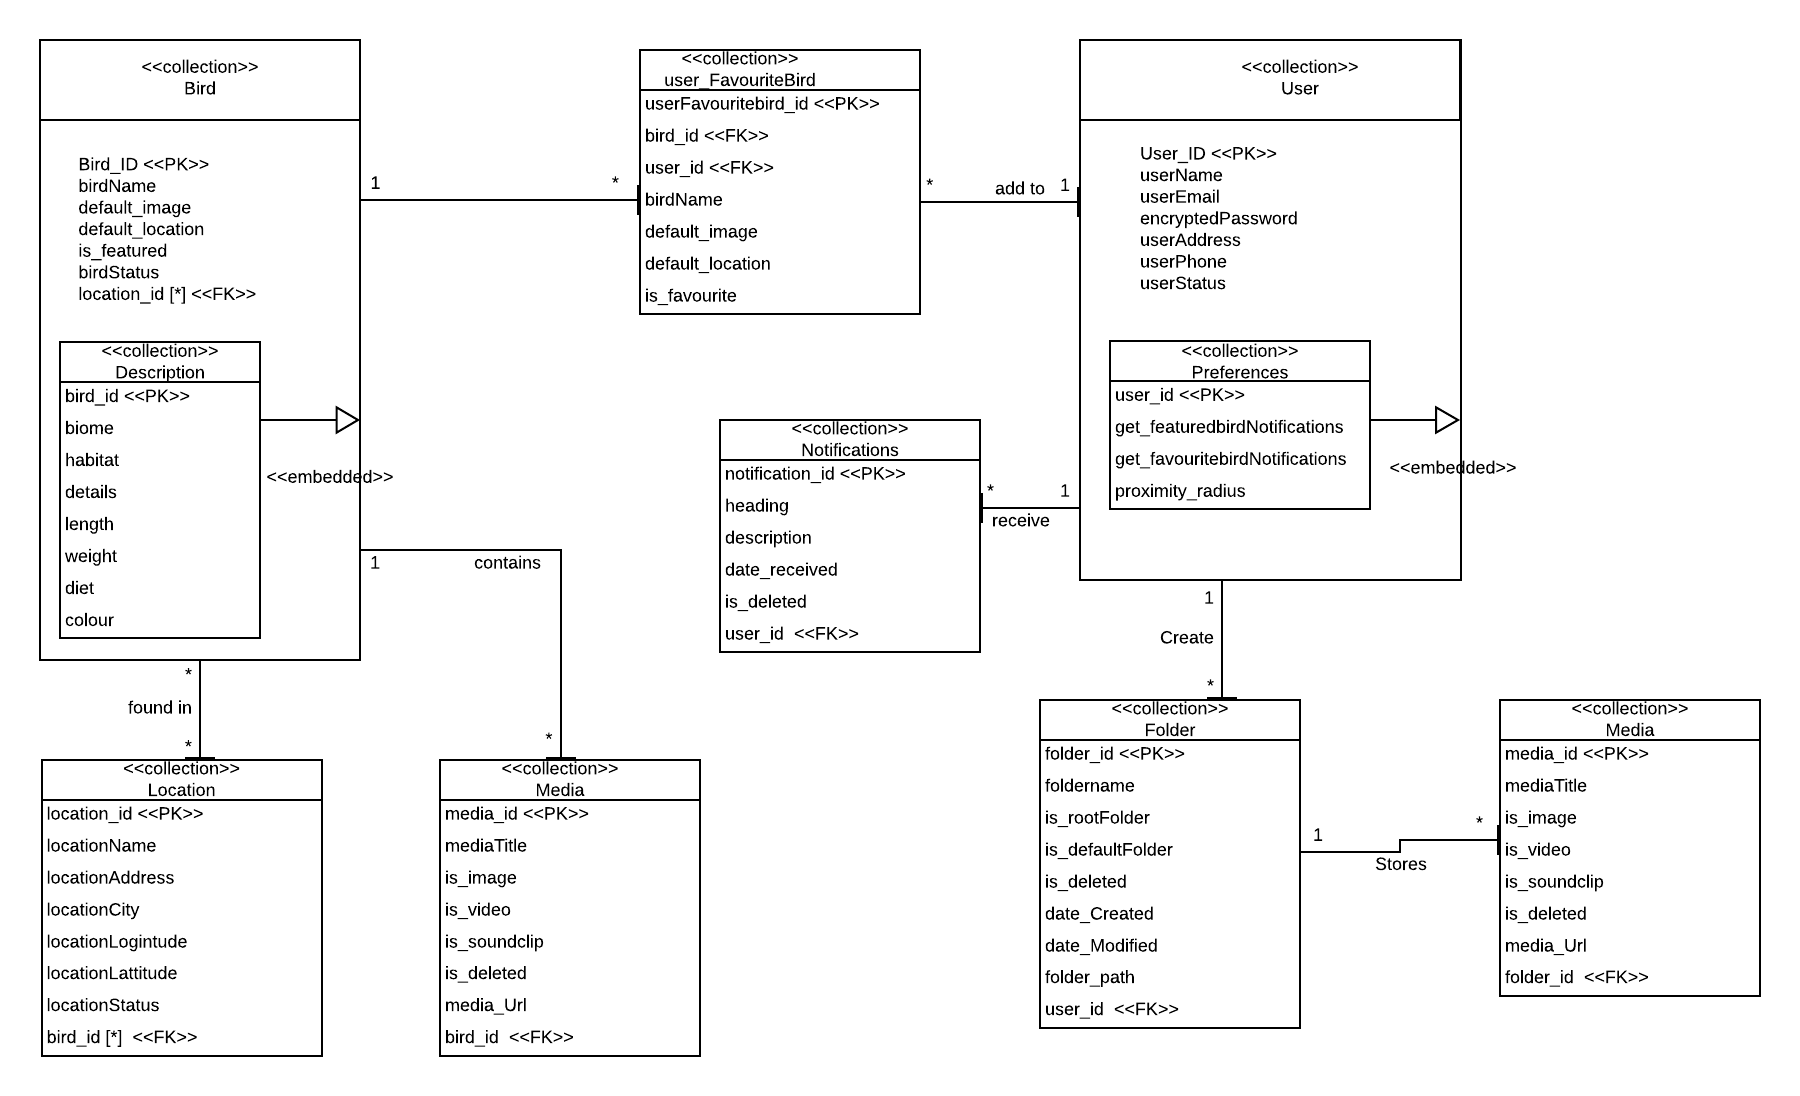 <<collection>>
Bird
Bird_ID <<PK>>
birdName
default_image
default_location
is_featured
birdStatus
location_id [*] <<FK>>
<<collection>>
Description
bird_id <<PK>>
biome
habitat
details
length
weight
diet
colour
<<embedded>>
1
*
<<collection>>
user_FavouriteBird
userFavouritebird_id <<PK>>
bird_id <<FK>>
user_id <<FK>>
birdName
default_image
default_location
is_favourite
*
add to
1
<<collection>>
User
User_ID <<PK>>
userName
userEmail
encryptedPassword
userAddress
userPhone
userStatus
<<collection>>
Preferences
user_id <<PK>>
get_featuredbirdNotifications
get_favouritebirdNotifications
proximity_radius
<<embedded>>
<<collection>>
Notifications
notification_id <<PK>>
heading
description
date_received
is_deleted
user_id <<FK>>
*
1
receive
1
contains
*
*
found in
*
<<collection>>
Location
location_id <<PK>>
locationName
locationAddress
locationCity
locationLogintude
locationLattitude
locationStatus
bird_id [*] <<FK>>
<<collection>>
Media
media_id <<PK>>
mediaTitle
is_image
is_video
is_soundclip
is_deleted
media_Url
bird_id <<FK>>
1
Create
*
<<collection>>
Folder
folder_id <<PK>>
foldername
is_rootFolder
is_defaultFolder
is_deleted
date_Created
date_Modified
folder_path
user_id <<FK>>
1
*
Stores
<<collection>>
Media
media_id <<PK>>
mediaTitle
is_image
is_video
is_soundclip
is_deleted
media_Url
folder_id <<FK>>